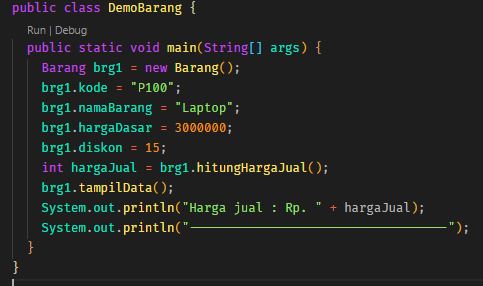 public class DemoBarang {
Run | Debug
public static void main(String[] args) {
Barang brg1 = new Barang();
brg1.kode = "P100";
brg1.namaBarang = "Laptop";
brg1.hargaDasar = 3000000;
brg1.diskon = 15;
int hargaJual = brg1.hitungHargaJual();
brg1.tampilData();
System.out.println("Harga jual : Rp. " + hargaJual);
System.out.println("-----------------------------------");
}
}